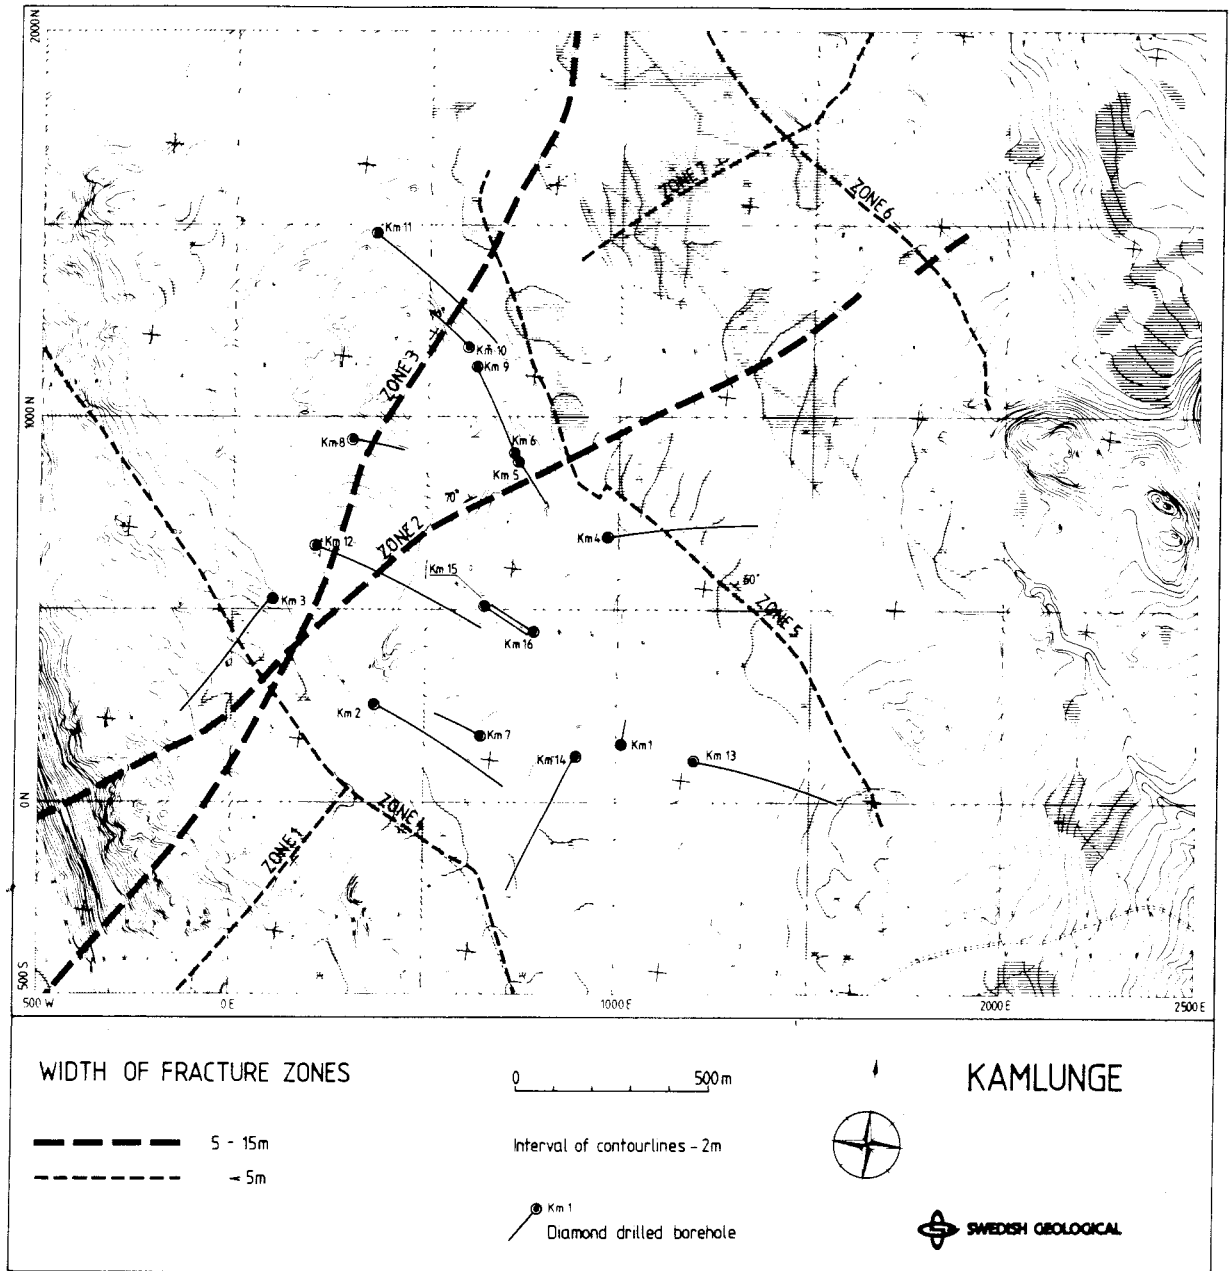 2000 N
ZONE 7
ZONE 6
Km 11
70°
ZONE 3
Km 10
Km 9
1000 N
Km 8
Km 6
Km 5
70°
ZONE 2
Km 12
Km 4
Km 15
60°
Km 3
ZONE 5
Km 16
Km 2
Km 7
Km 14
Km 1
Km 13
0 N
ZONE 4
ZONE 1
500 S
500 W
0 E
1000 E
2000 E
2500 E
WIDTH OF FRACTURE ZONES
0 500 m
KAMLUNGE
5 - 15m
< 5m
Interval of contourlines - 2m
Km 1
Diamond drilled borehole
SWEDISH GEOLOGICAL